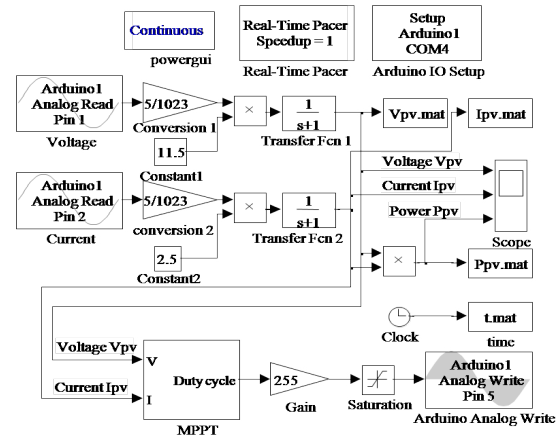 Continuous
powergui
Real-Time Pacer
Speedup = 1
Real-Time Pacer
Setup
Arduino1
COM4
Arduino IO Setup
Arduino1
Analog Read
Pin 1
Voltage
5/1023
Conversion 1
11.5
Constant1
×
1
s+1
Transfer Fcn 1
Vpv.mat
Ipv.mat
Voltage Vpv
Current Ipv
Power Ppv
Scope
Arduino1
Analog Read
Pin 2
Current
5/1023
conversion 2
2.5
Constant2
×
1
s+1
Transfer Fcn 2
×
Ppv.mat
Clock
t.mat
time
Voltage Vpv
Current Ipv
V
I
Duty cycle
MPPT
255
Gain
Saturation
Arduino1
Analog Write
Pin 5
Arduino Analog Write